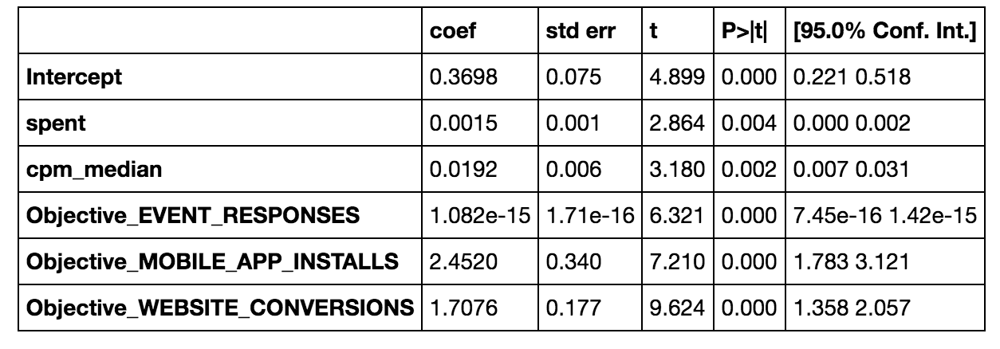 coef std err t P>|t| [95.0% Conf. Int.]
Intercept 0.3698 0.075 4.899 0.000 0.221 0.518
spent 0.0015 0.001 2.864 0.004 0.000 0.002
cpm_median 0.0192 0.006 3.180 0.002 0.007 0.031
Objective_EVENT_RESPONSES 1.082e-15 1.71e-16 6.321 0.000 7.45e-16 1.42e-15
Objective_MOBILE_APP_INSTALLS 2.4520 0.340 7.210 0.000 1.783 3.121
Objective_WEBSITE_CONVERSIONS 1.7076 0.177 9.624 0.000 1.358 2.057